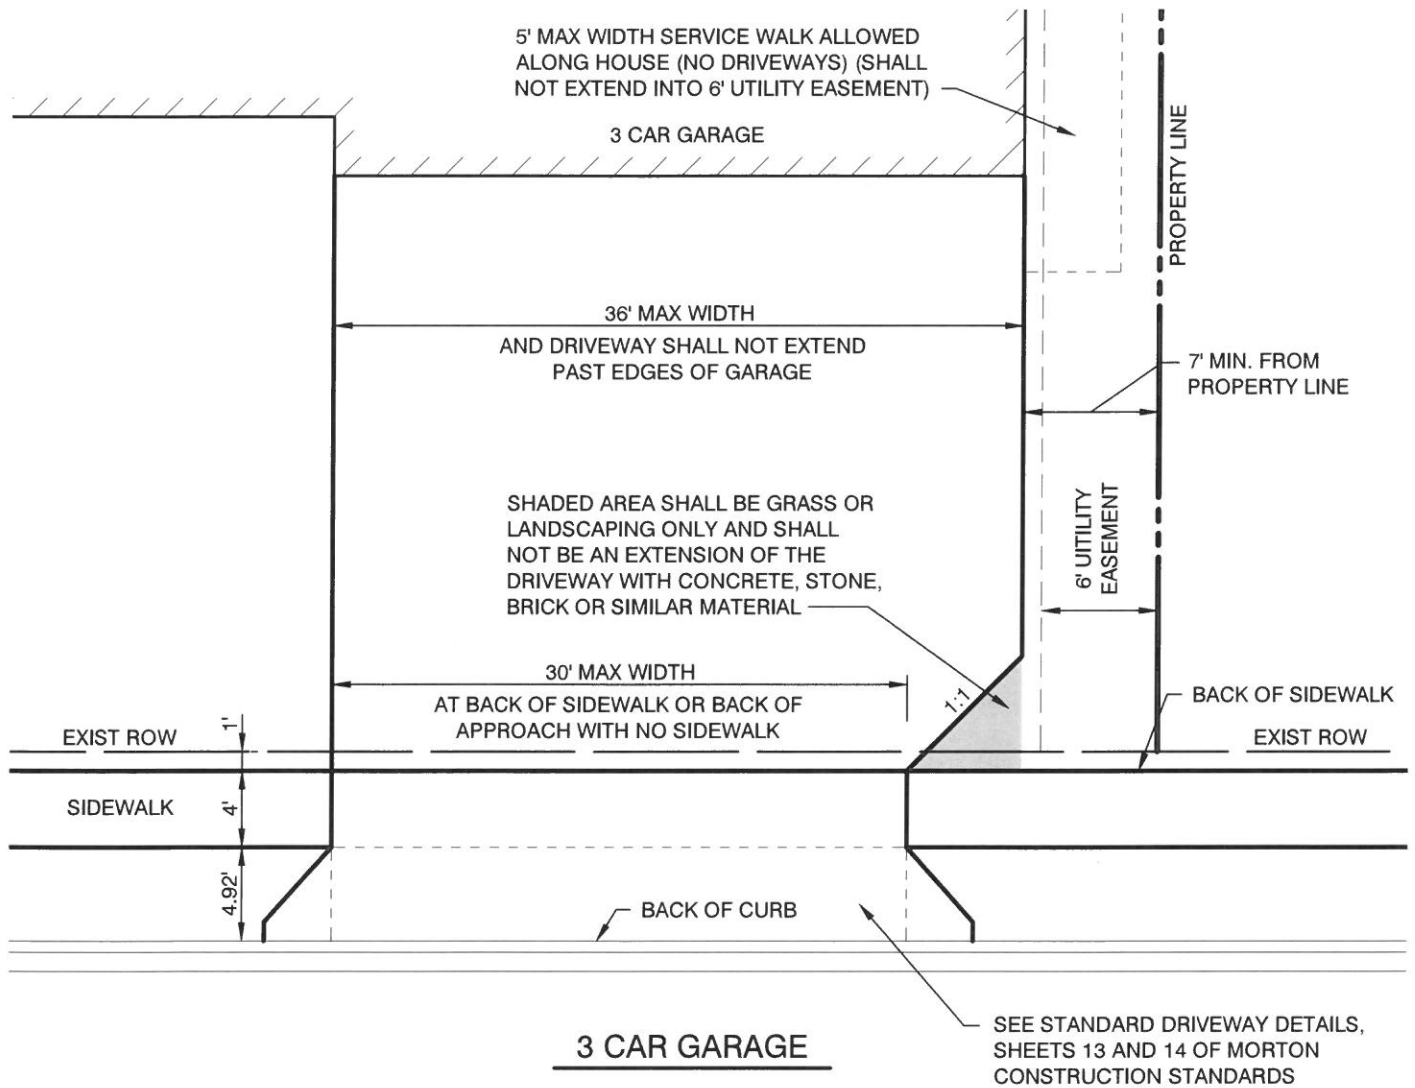 5' MAX WIDTH SERVICE WALK ALLOWED
ALONG HOUSE (NO DRIVEWAYS) (SHALL
NOT EXTEND INTO 6' UTILITY EASEMENT)
3 CAR GARAGE
PROPERTY LINE
36' MAX WIDTH
AND DRIVEWAY SHALL NOT EXTEND
PAST EDGES OF GARAGE
7' MIN. FROM
PROPERTY LINE
SHADED AREA SHALL BE GRASS OR
LANDSCAPING ONLY AND SHALL
NOT BE AN EXTENSION OF THE
DRIVEWAY WITH CONCRETE, STONE,
BRICK OR SIMILAR MATERIAL
6' UITILITY
EASEMENT
30' MAX WIDTH
AT BACK OF SIDEWALK OR BACK OF
APPROACH WITH NO SIDEWALK
1:1
BACK OF SIDEWALK
1'
EXIST ROW
EXIST ROW
SIDEWALK
4'
4.92'
BACK OF CURB
SEE STANDARD DRIVEWAY DETAILS,
SHEETS 13 AND 14 OF MORTON
CONSTRUCTION STANDARDS
3 CAR GARAGE